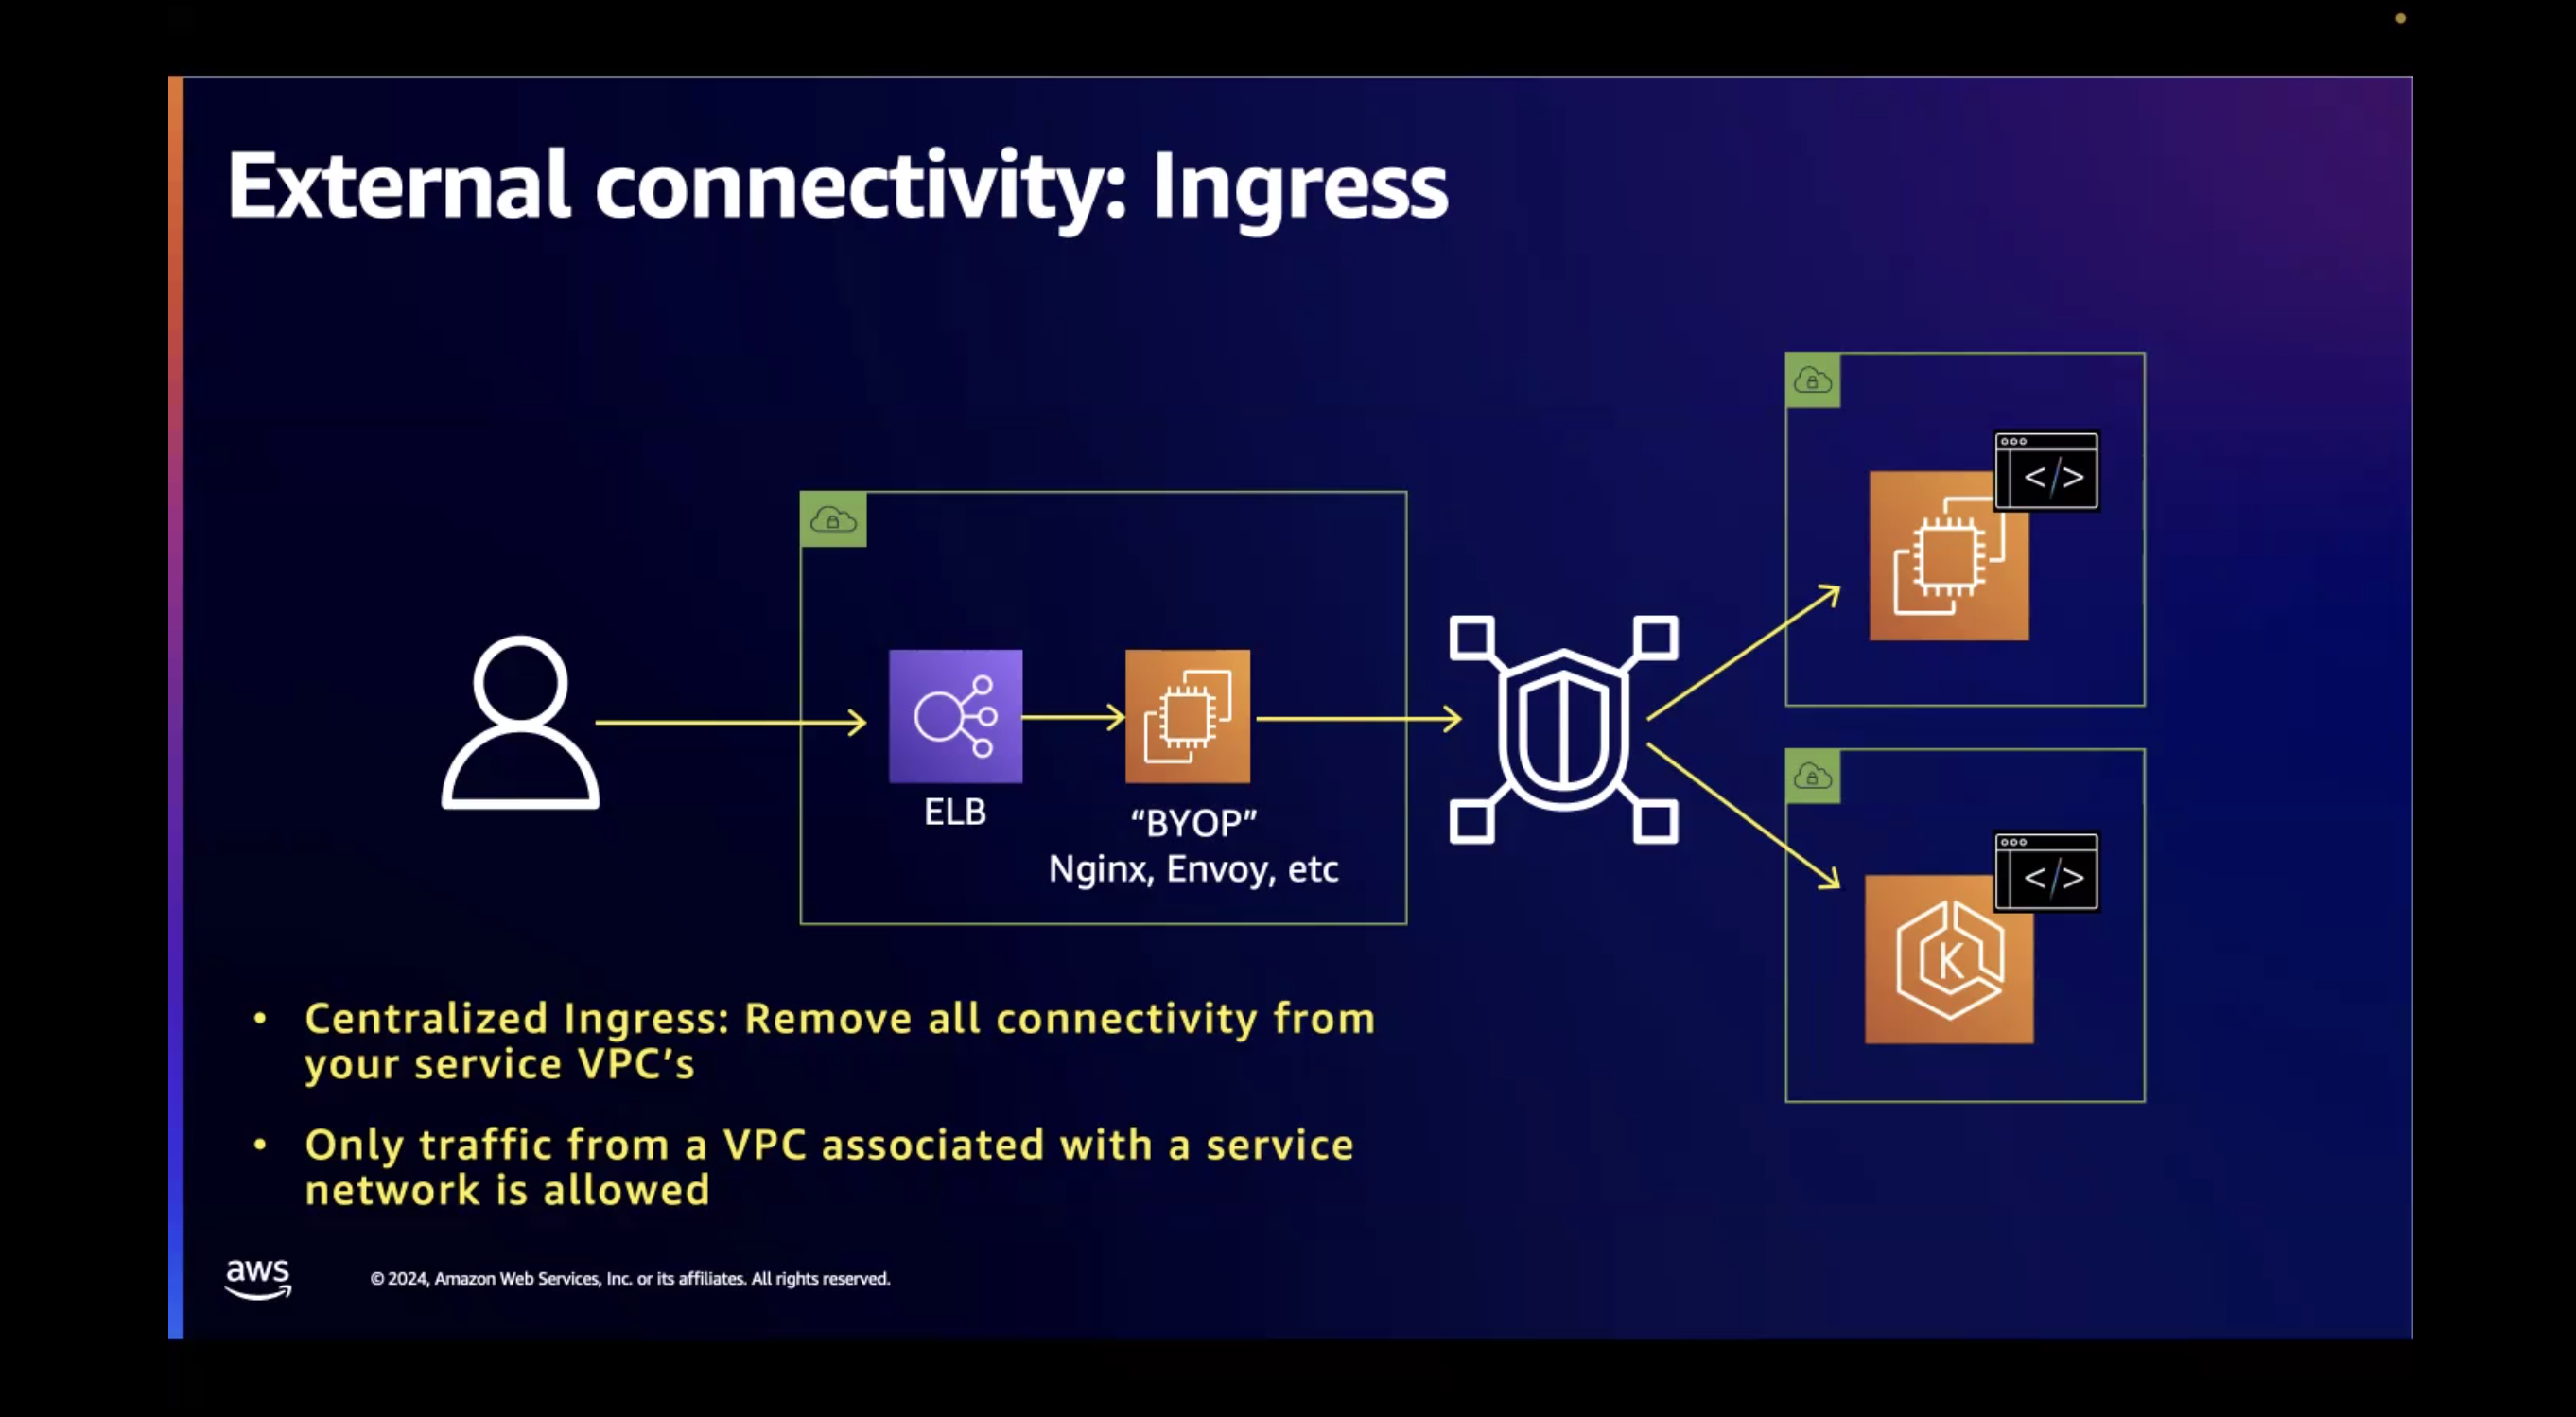 External connectivity: Ingress
</>
ELB
“BYOP”
Nginx, Envoy, etc
</>
K
• Centralized Ingress: Remove all connectivity from
your service VPC’s
• Only traffic from a VPC associated with a service
network is allowed
aws
© 2024, Amazon Web Services, Inc. or its affiliates. All rights reserved.